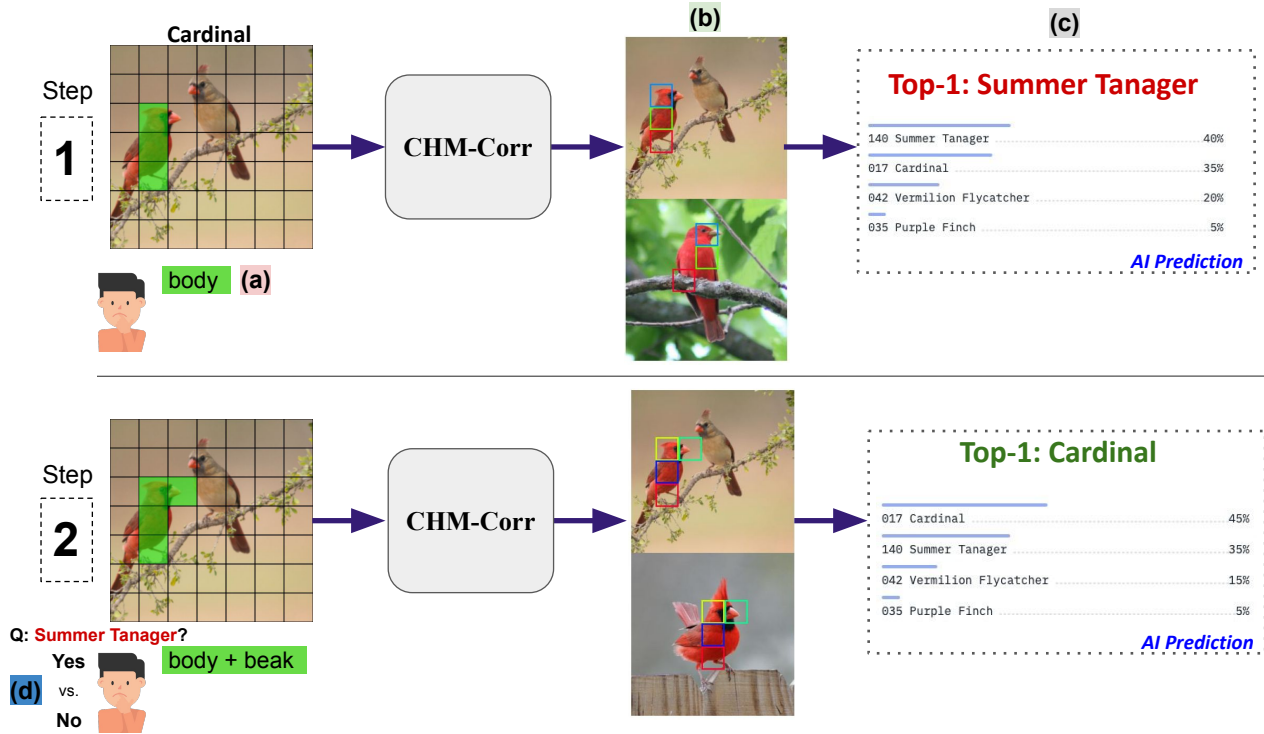 Cardinal
(b)
(c)
Step
1
CHM-Corr
Top-1: Summer Tanager
140 Summer Tanager 40%
017 Cardinal 35%
042 Vermilion Flycatcher 20%
035 Purple Finch 5%
AI Prediction
body (a)
Step
2
CHM-Corr
Top-1: Cardinal
017 Cardinal 45%
140 Summer Tanager 35%
042 Vermilion Flycatcher 15%
035 Purple Finch 5%
AI Prediction
Q: Summer Tanager?
body + beak
Yes
(d) vs.
No